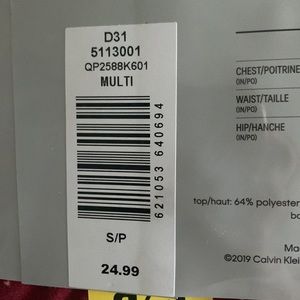 D31
5113001
QP2588K601
MULTI
621053 640694
S/P
24.99
CHEST/POITRINE
(IN/PO)
WAIST/TAILLE
(IN/PO)
HIP/HANCHE
(IN/PO)
top/haut: 64% polyester
©2019 Calvin